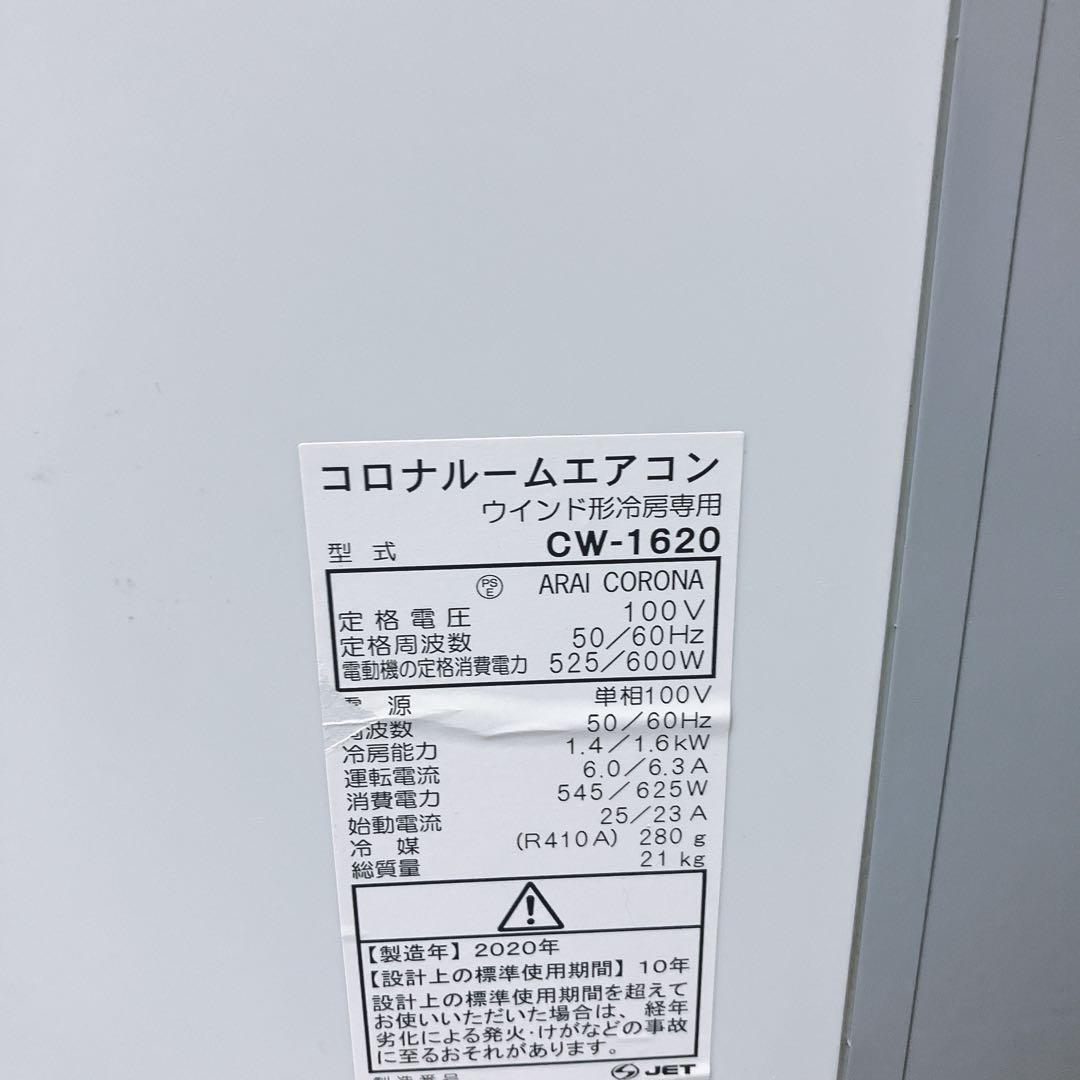 コロナルームエアコン
ウインド形冷房専用
型式 CW-1620
PSE ARAI CORONA
定格電圧 100V
定格周波数 50/60Hz
電動機の定格消費電力 525/600W
電源 単相100V
周波数 50/60Hz
冷房能力 1.4/1.6kW
運転電流 6.0/6.3A
消費電力 545/625W
始動電流 25/23A
冷媒 (R410A) 280g
総質量 21kg
【製造年】2020年
【設計上の標準使用期間】10年
設計上の標準使用期間を超えて
お使いいただいた場合は、経年
劣化による発火・けがなどの事故
に至るおそれがあります。
製造番号 JET